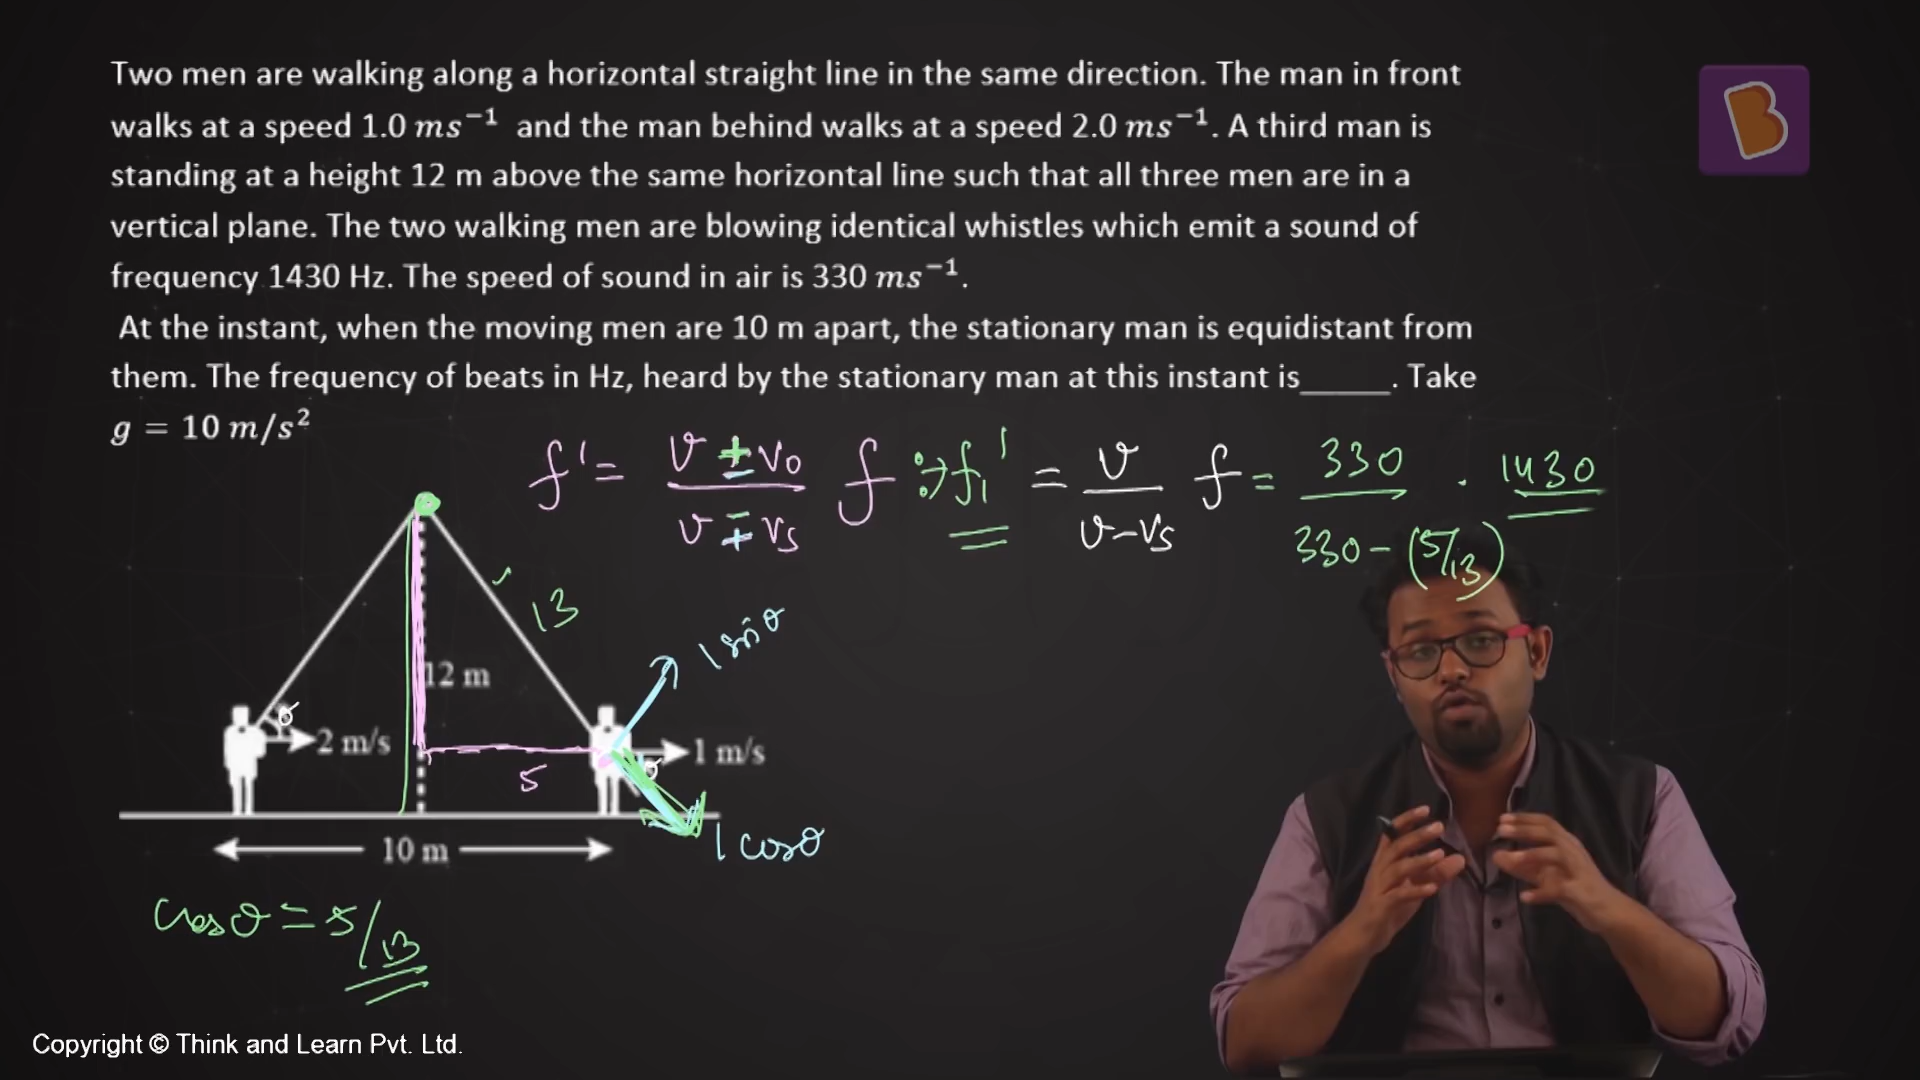 Two men are walking along a horizontal straight line in the same direction. The man in front
walks at a speed 1.0 ms⁻¹ and the man behind walks at a speed 2.0 ms⁻¹. A third man is
standing at a height 12 m above the same horizontal line such that all three men are in a
vertical plane. The two walking men are blowing identical whistles which emit a sound of
frequency 1430 Hz. The speed of sound in air is 330 ms⁻¹.
At the instant, when the moving men are 10 m apart, the stationary man is equidistant from
them. The frequency of beats in Hz, heard by the stationary man at this instant is_____. Take
g = 10 m/s²
B
f' = (v ± v₀)/(v ∓ vₛ) f ∴ f₁' = v/(v-vₛ) f = 330/(330-(5/13)) . 1430
13
1 sinθ
12 m
θ
2 m/s
5
θ
1 m/s
1 cosθ
10 m
cosθ = 5/13
Copyright © Think and Learn Pvt. Ltd.